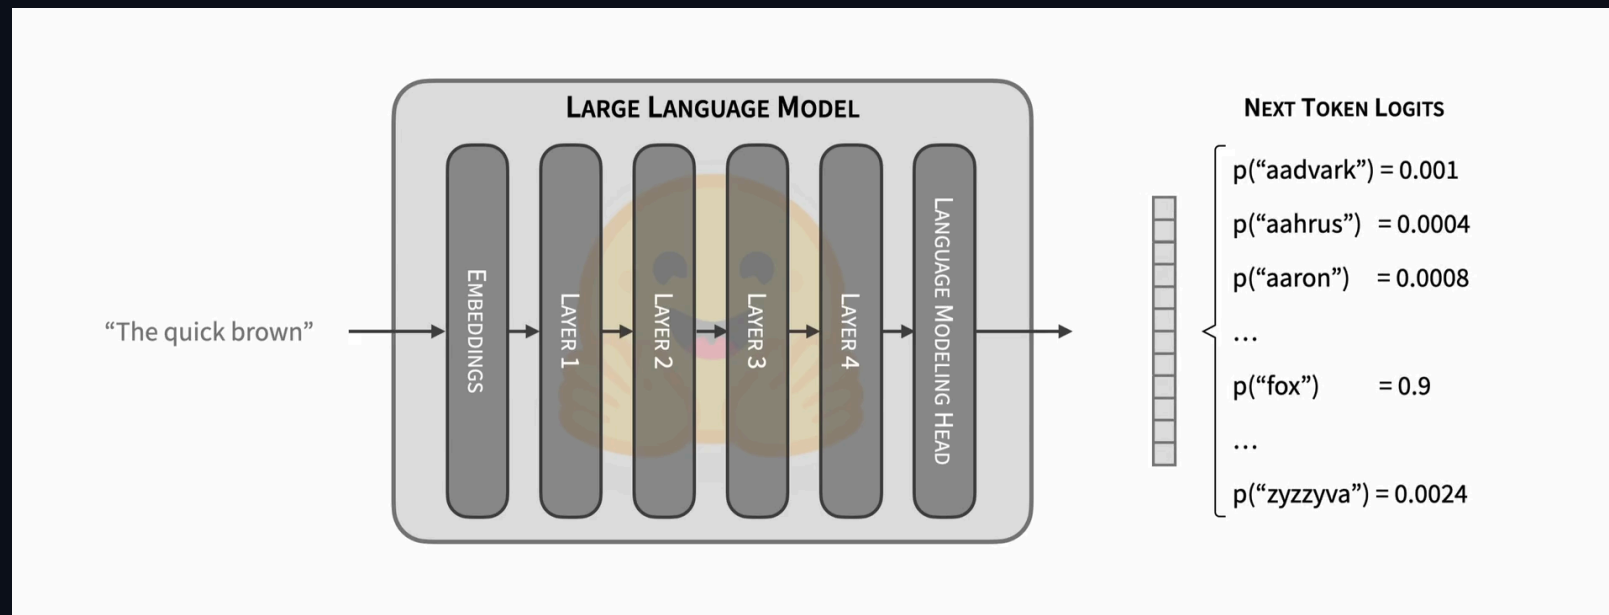 LARGE LANGUAGE MODEL
NEXT TOKEN LOGITS
“The quick brown”
EMBEDDINGS
LAYER 1
LAYER 2
LAYER 3
LAYER 4
LANGUAGE MODELING HEAD
p(“aadvark”) = 0.001
p(“aahrus”) = 0.0004
p(“aaron”) = 0.0008
...
p(“fox”) = 0.9
...
p(“zyzzyva”) = 0.0024